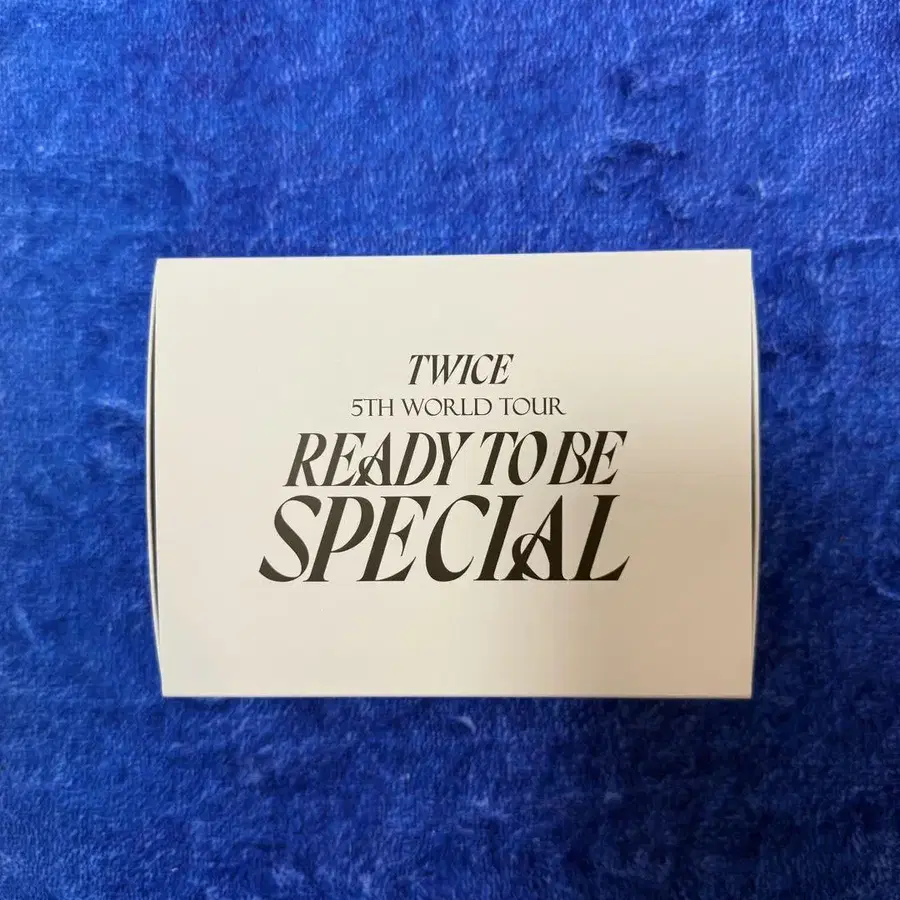 TWICE
5TH WORLD TOUR
READY TO BE
SPECIAL